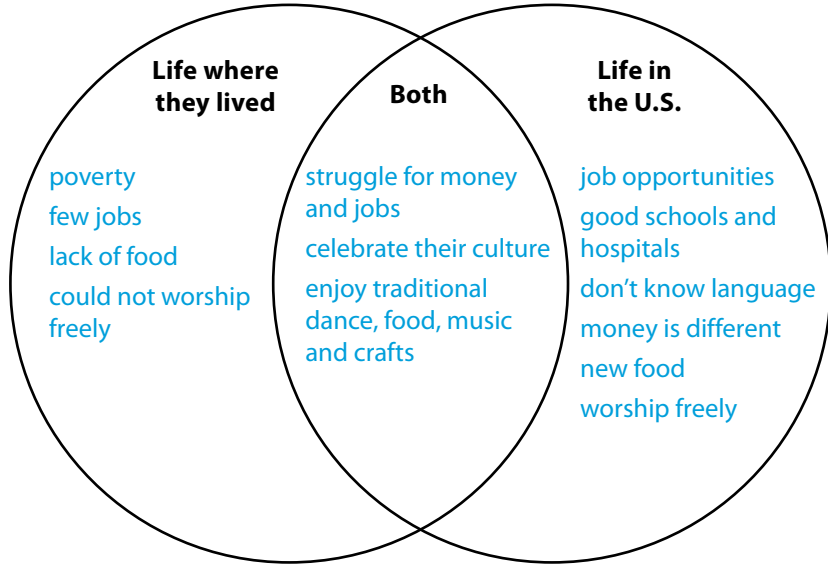 Life where
they lived
poverty
few jobs
lack of food
could not worship
freely
Both
struggle for money
and jobs
celebrate their culture
enjoy traditional
dance, food, music
and crafts
Life in
the U.S.
job opportunities
good schools and
hospitals
don’t know language
money is different
new food
worship freely